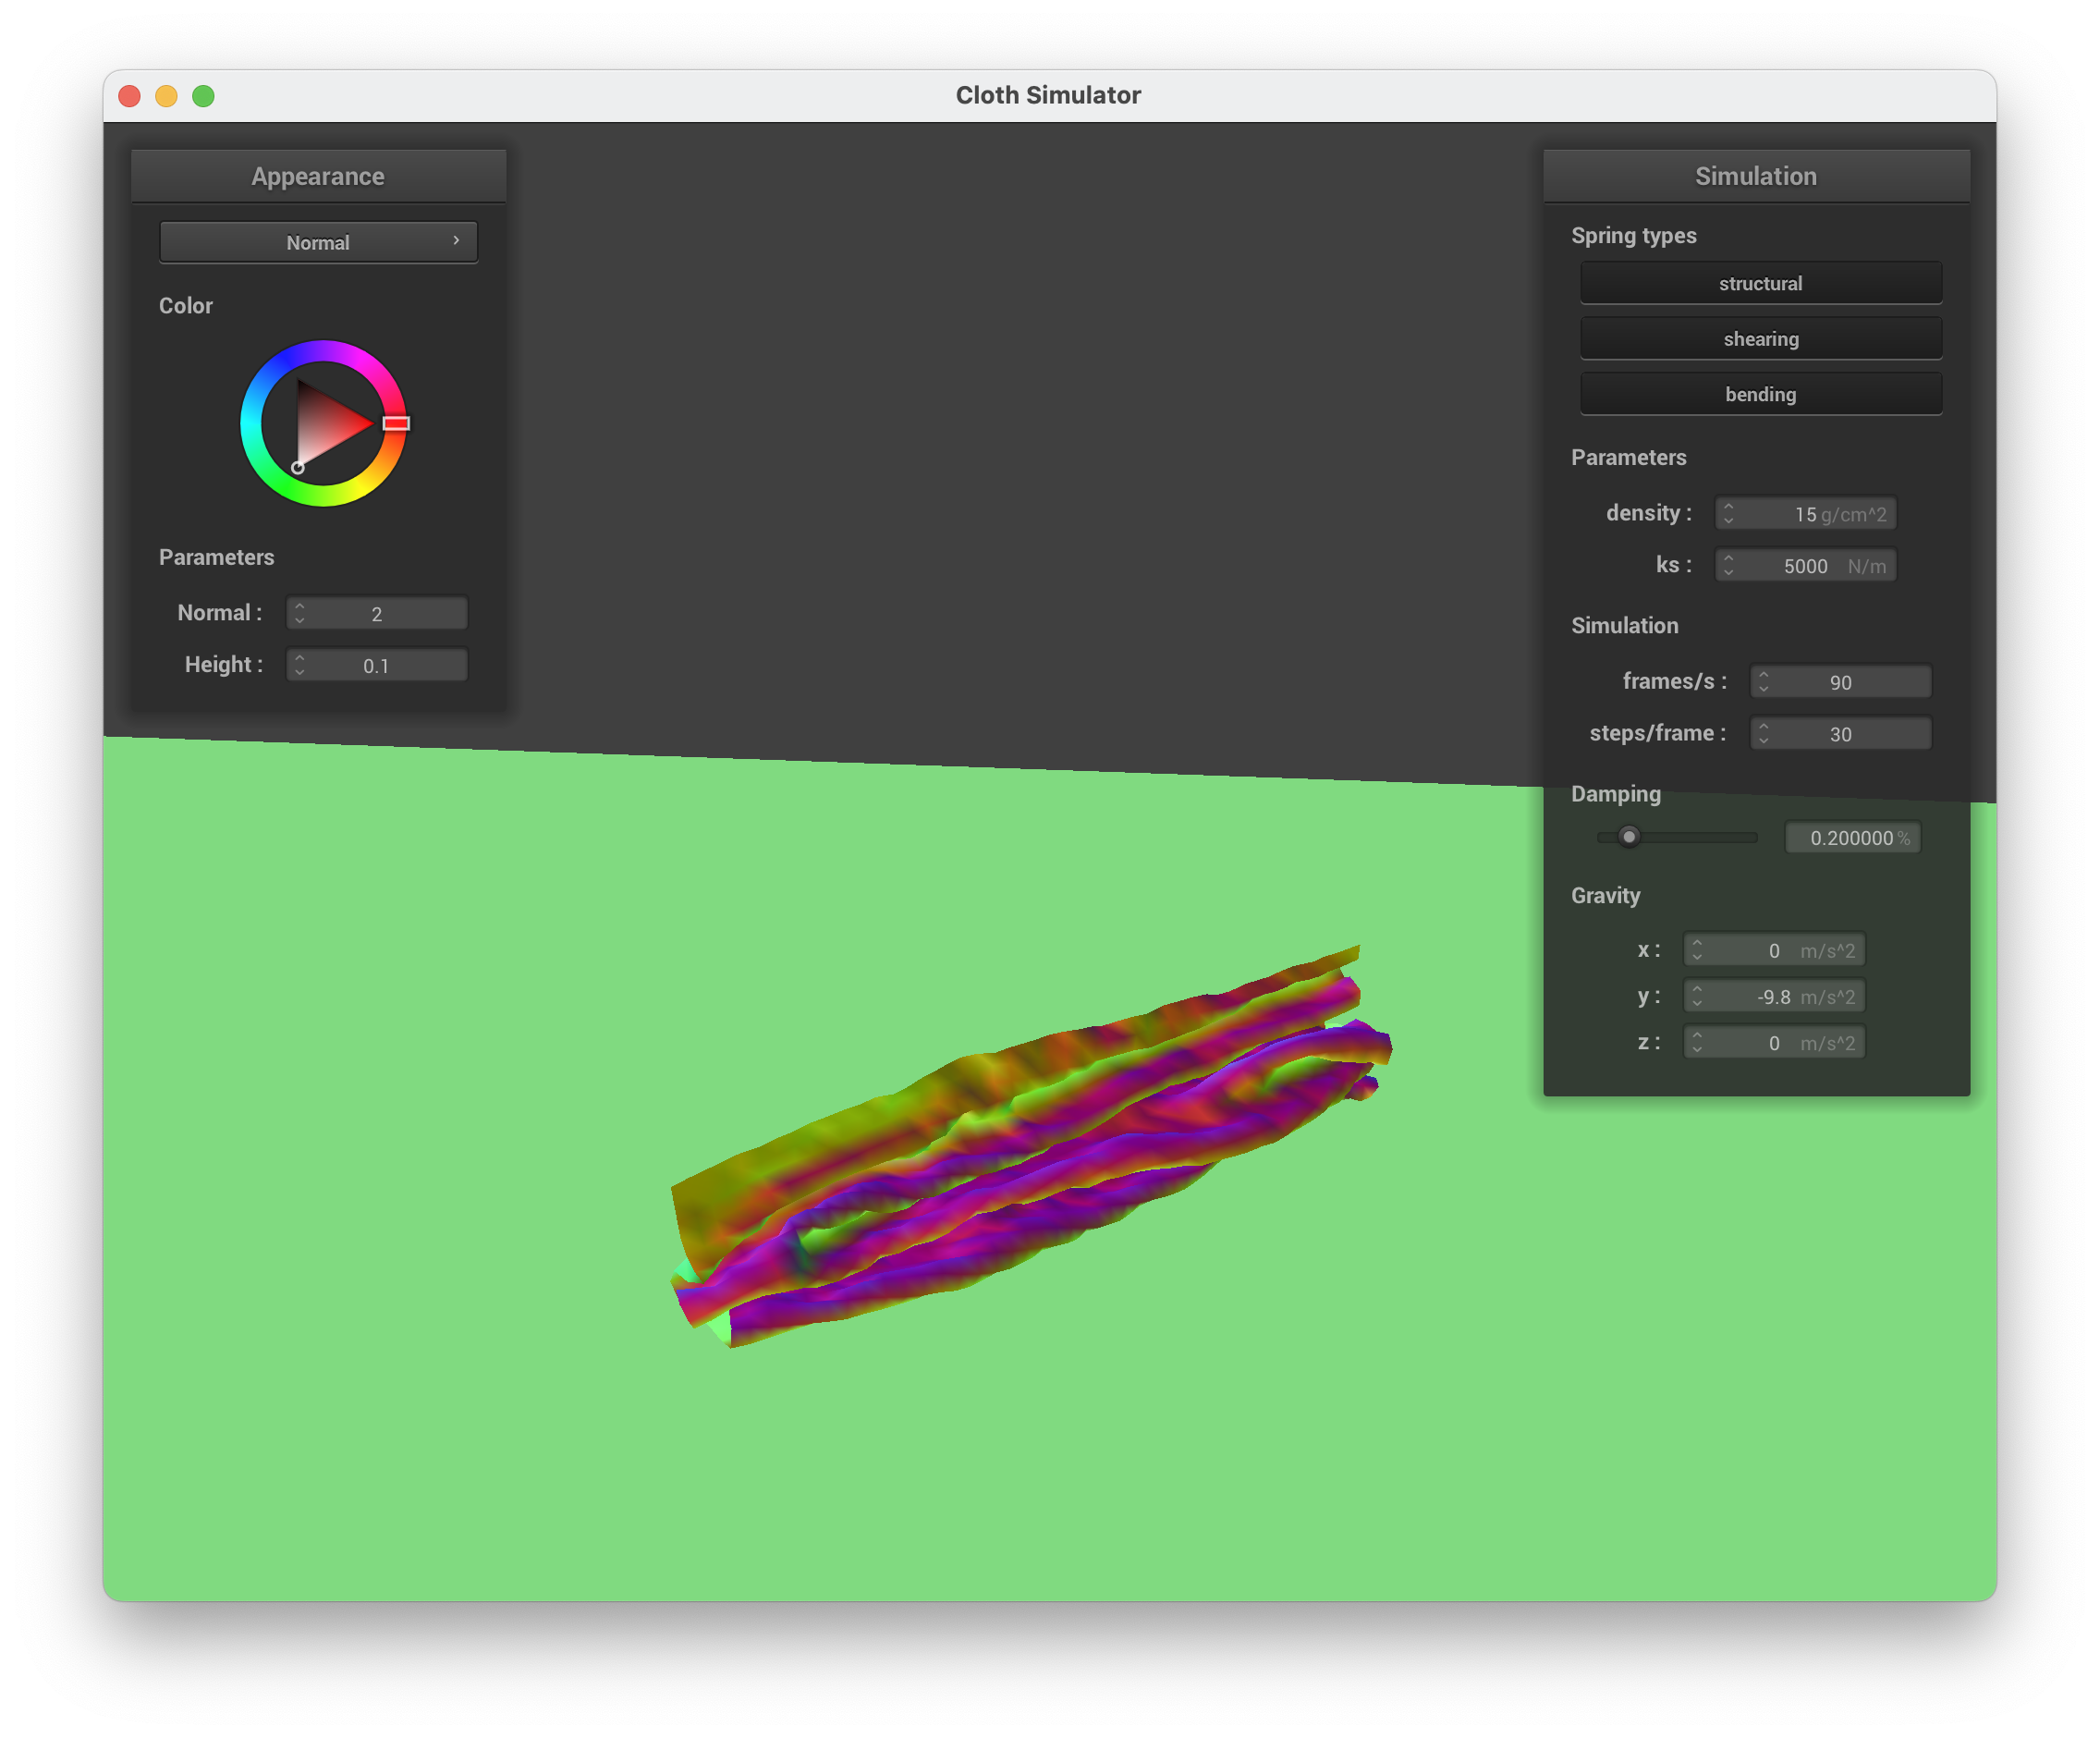 Cloth Simulator
Appearance
Normal
Color
Parameters
Normal : 2
Height : 0.1
Simulation
Spring types
structural
shearing
bending
Parameters
density : 15 g/cm^2
ks : 5000 N/m
Simulation
frames/s : 90
steps/frame : 30
Damping
0.200000 %
Gravity
x : 0 m/s^2
y : -9.8 m/s^2
z : 0 m/s^2